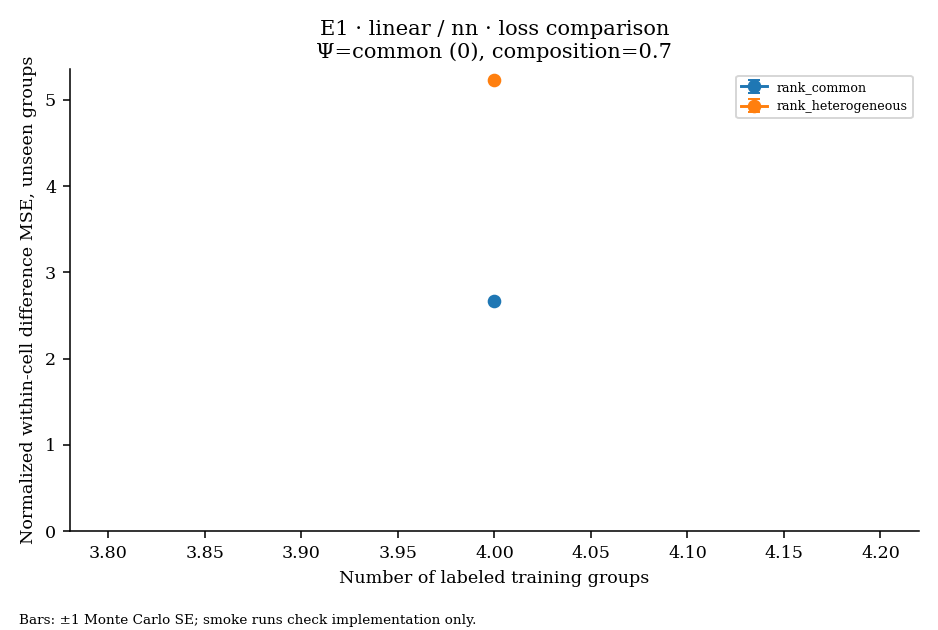 E1 · linear / nn · loss comparison
Ψ=common (0), composition=0.7
Normalized within-cell difference MSE, unseen groups
5
4
3
2
1
0
rank_common
rank_heterogeneous
3.80 3.85 3.90 3.95 4.00 4.05 4.10 4.15 4.20
Number of labeled training groups
Bars: ±1 Monte Carlo SE; smoke runs check implementation only.